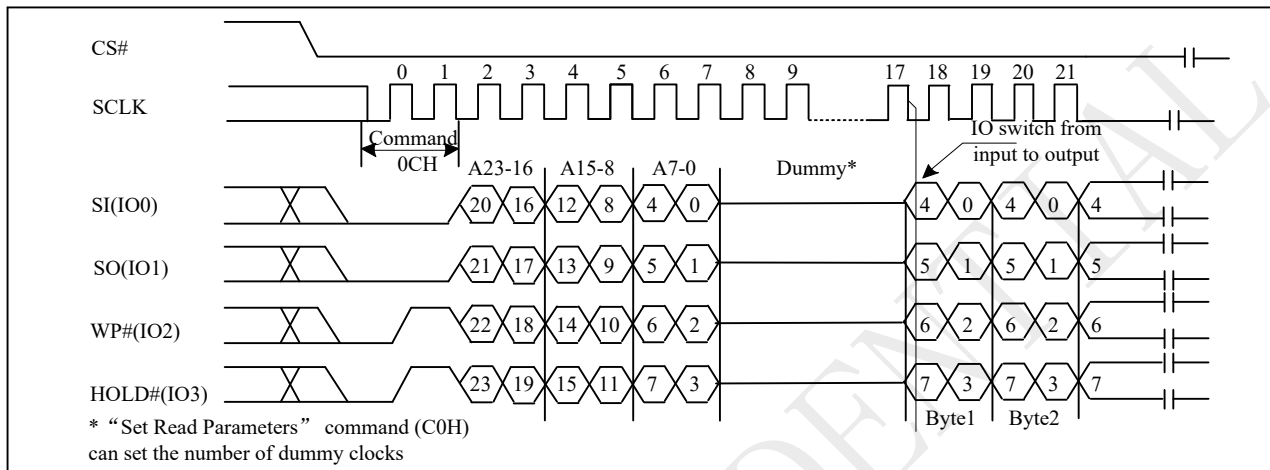 CS#
0 1 2 3 4 5 6 7 8 9 17 18 19 20 21
SCLK
Command
0CH
IO switch from
input to output
A23-16 A15-8 A7-0 Dummy*
SI(IO0) 20 16 12 8 4 0 4 0 4 0 4
SO(IO1) 21 17 13 9 5 1 5 1 5 1 5
WP#(IO2) 22 18 14 10 6 2 6 2 6 2 6
HOLD#(IO3) 23 19 15 11 7 3 7 3 7 3 7
Byte1 Byte2
* “Set Read Parameters” command (C0H)
can set the number of dummy clocks
ENTIAL